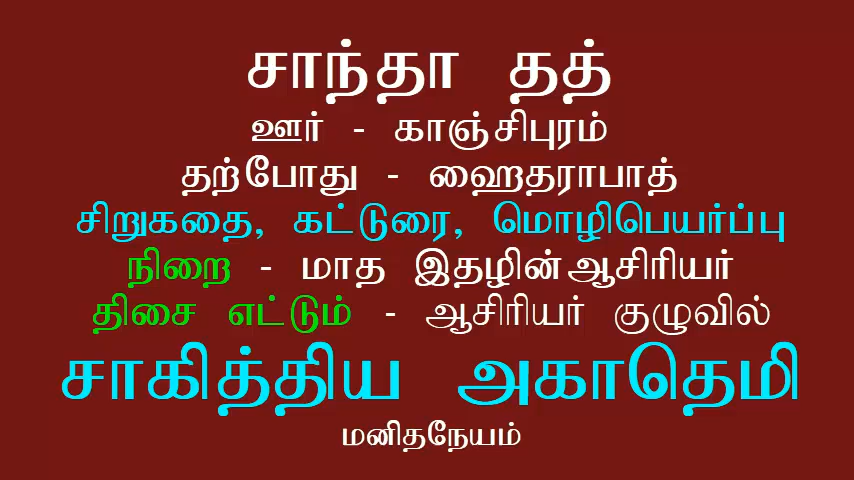 சாந்தா தத்
ஊர் - காஞ்சிபுரம்
தற்போது - ஹைதராபாத்
சிறுகதை, கட்டுரை, மொழிபெயர்ப்பு
நிறை - மாத இதழின்ஆசிரியர்
திசை எட்டும் - ஆசிரியர் குழுவில்
சாகித்திய அகாதெமி
மனிதநேயம்